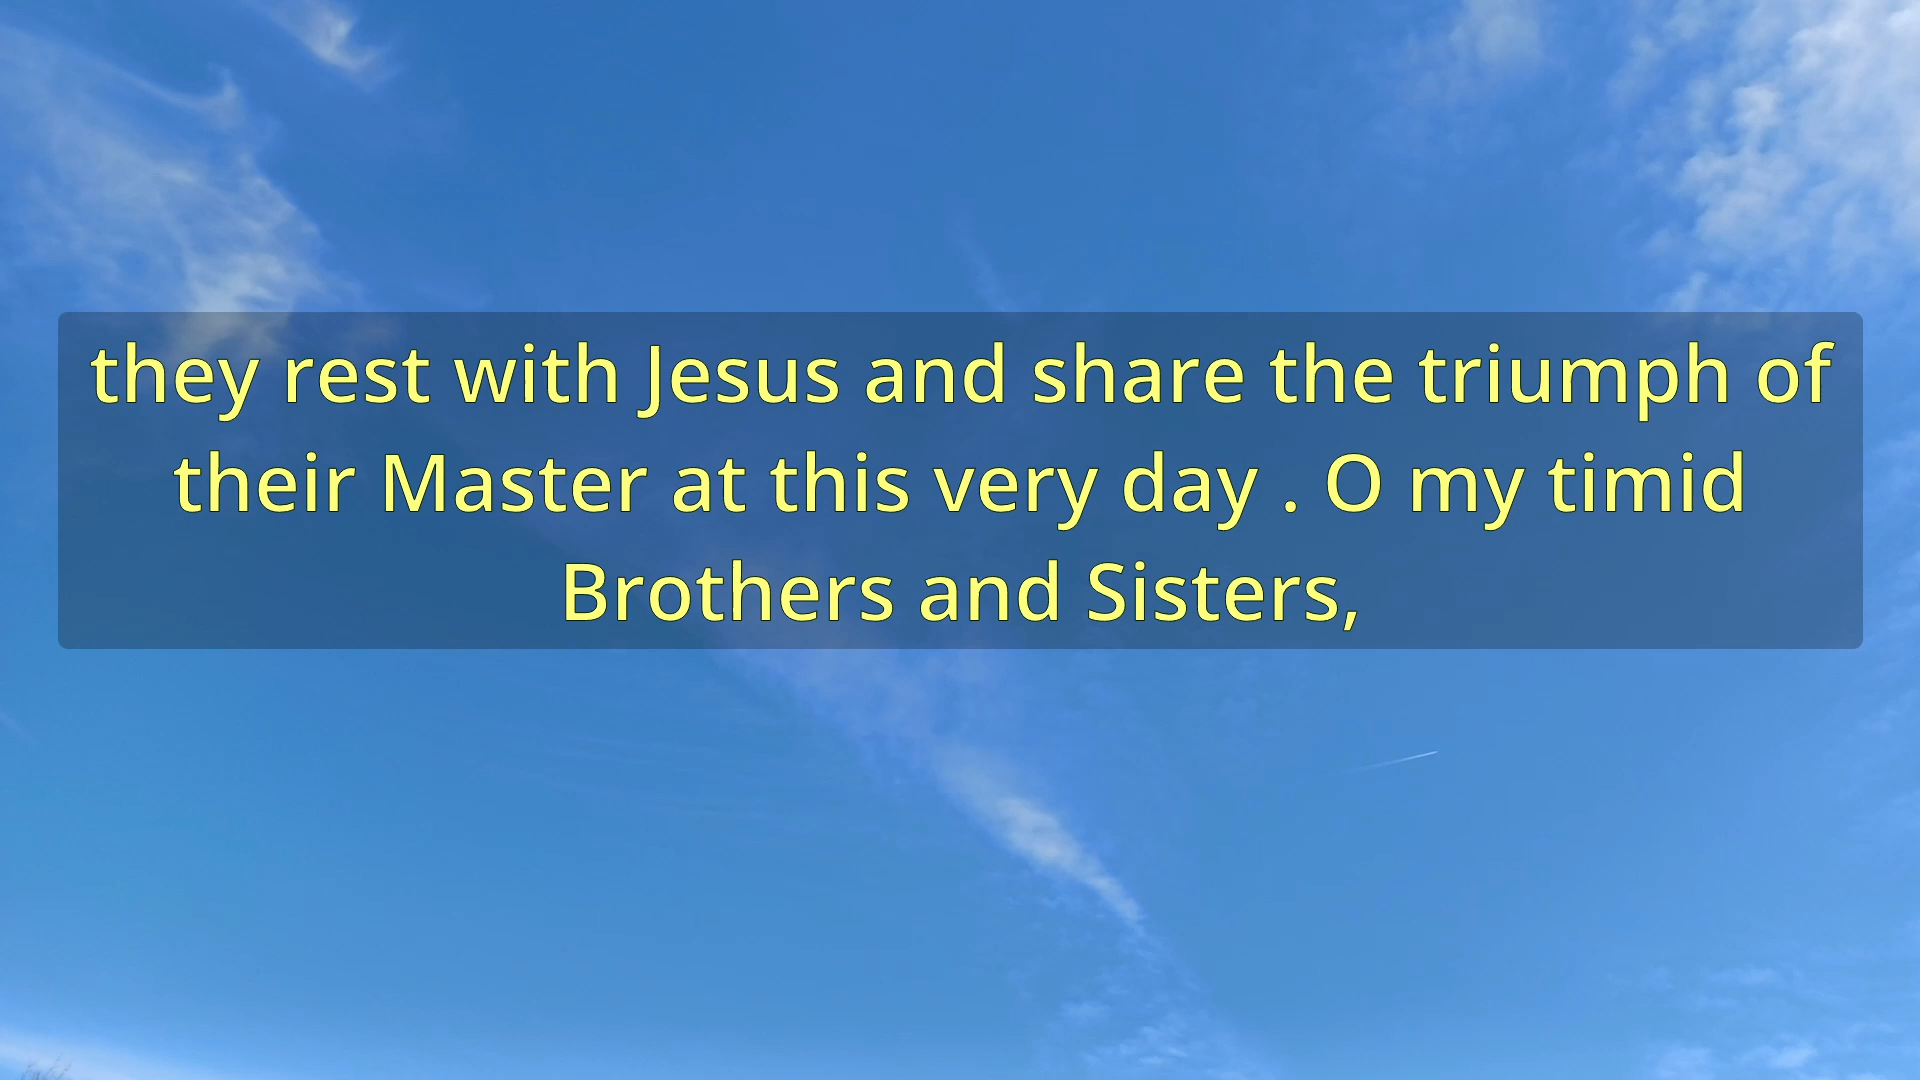 they rest with Jesus and share the triumph of
their Master at this very day . O my timid
Brothers and Sisters,